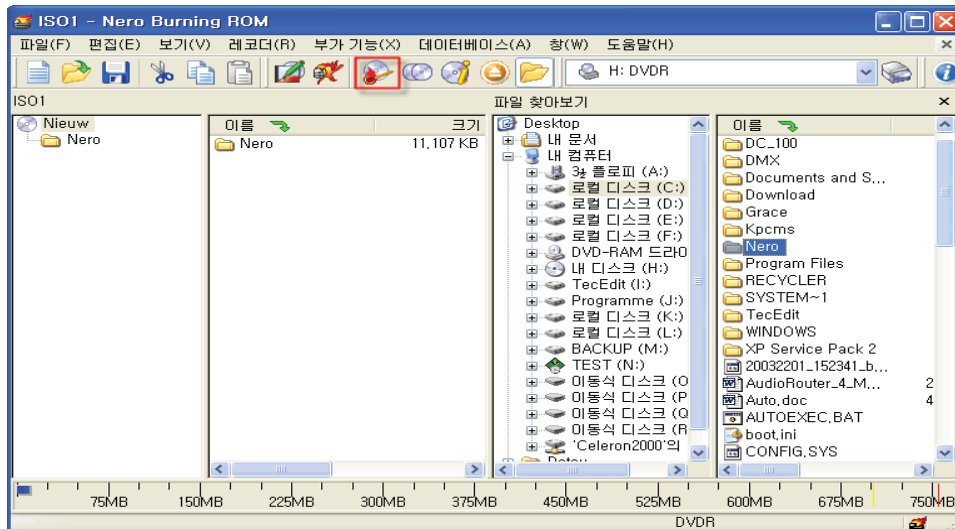 ISO1 - Nero Burning ROM
파일(F) 편집(E) 보기(V) 레코더(R) 부가 기능(X) 데이터베이스(A) 창(W) 도움말(H)
H: DVDR
ISO1
파일 찾아보기
Nieuw
Nero
이름 크기
Nero 11,107 KB
Desktop
내 문서
내 컴퓨터
3½ 플로피 (A:)
로컬 디스크 (C:)
로컬 디스크 (D:)
로컬 디스크 (E:)
로컬 디스크 (F:)
DVD-RAM 드라이
내 디스크 (H:)
TecEdit (I:)
Programme (J:)
로컬 디스크 (K:)
로컬 디스크 (L:)
BACKUP (M:)
TEST (N:)
이동식 디스크 (O
이동식 디스크 (P
이동식 디스크 (Q
이동식 디스크 (R
'Celeron2000'의
이름
DC_100
DMX
Documents and S...
Download
Grace
Kpcms
Nero
Program Files
RECYCLER
SYSTEM~1
TecEdit
WINDOWS
XP Service Pack 2
20032201_152341_b...
AudioRouter_4_M... 2
Auto.doc 4
AUTOEXEC.BAT
boot.ini
CONFIG.SYS
75MB 150MB 225MB 300MB 375MB 450MB 525MB 600MB 675MB 750MB
DVDR